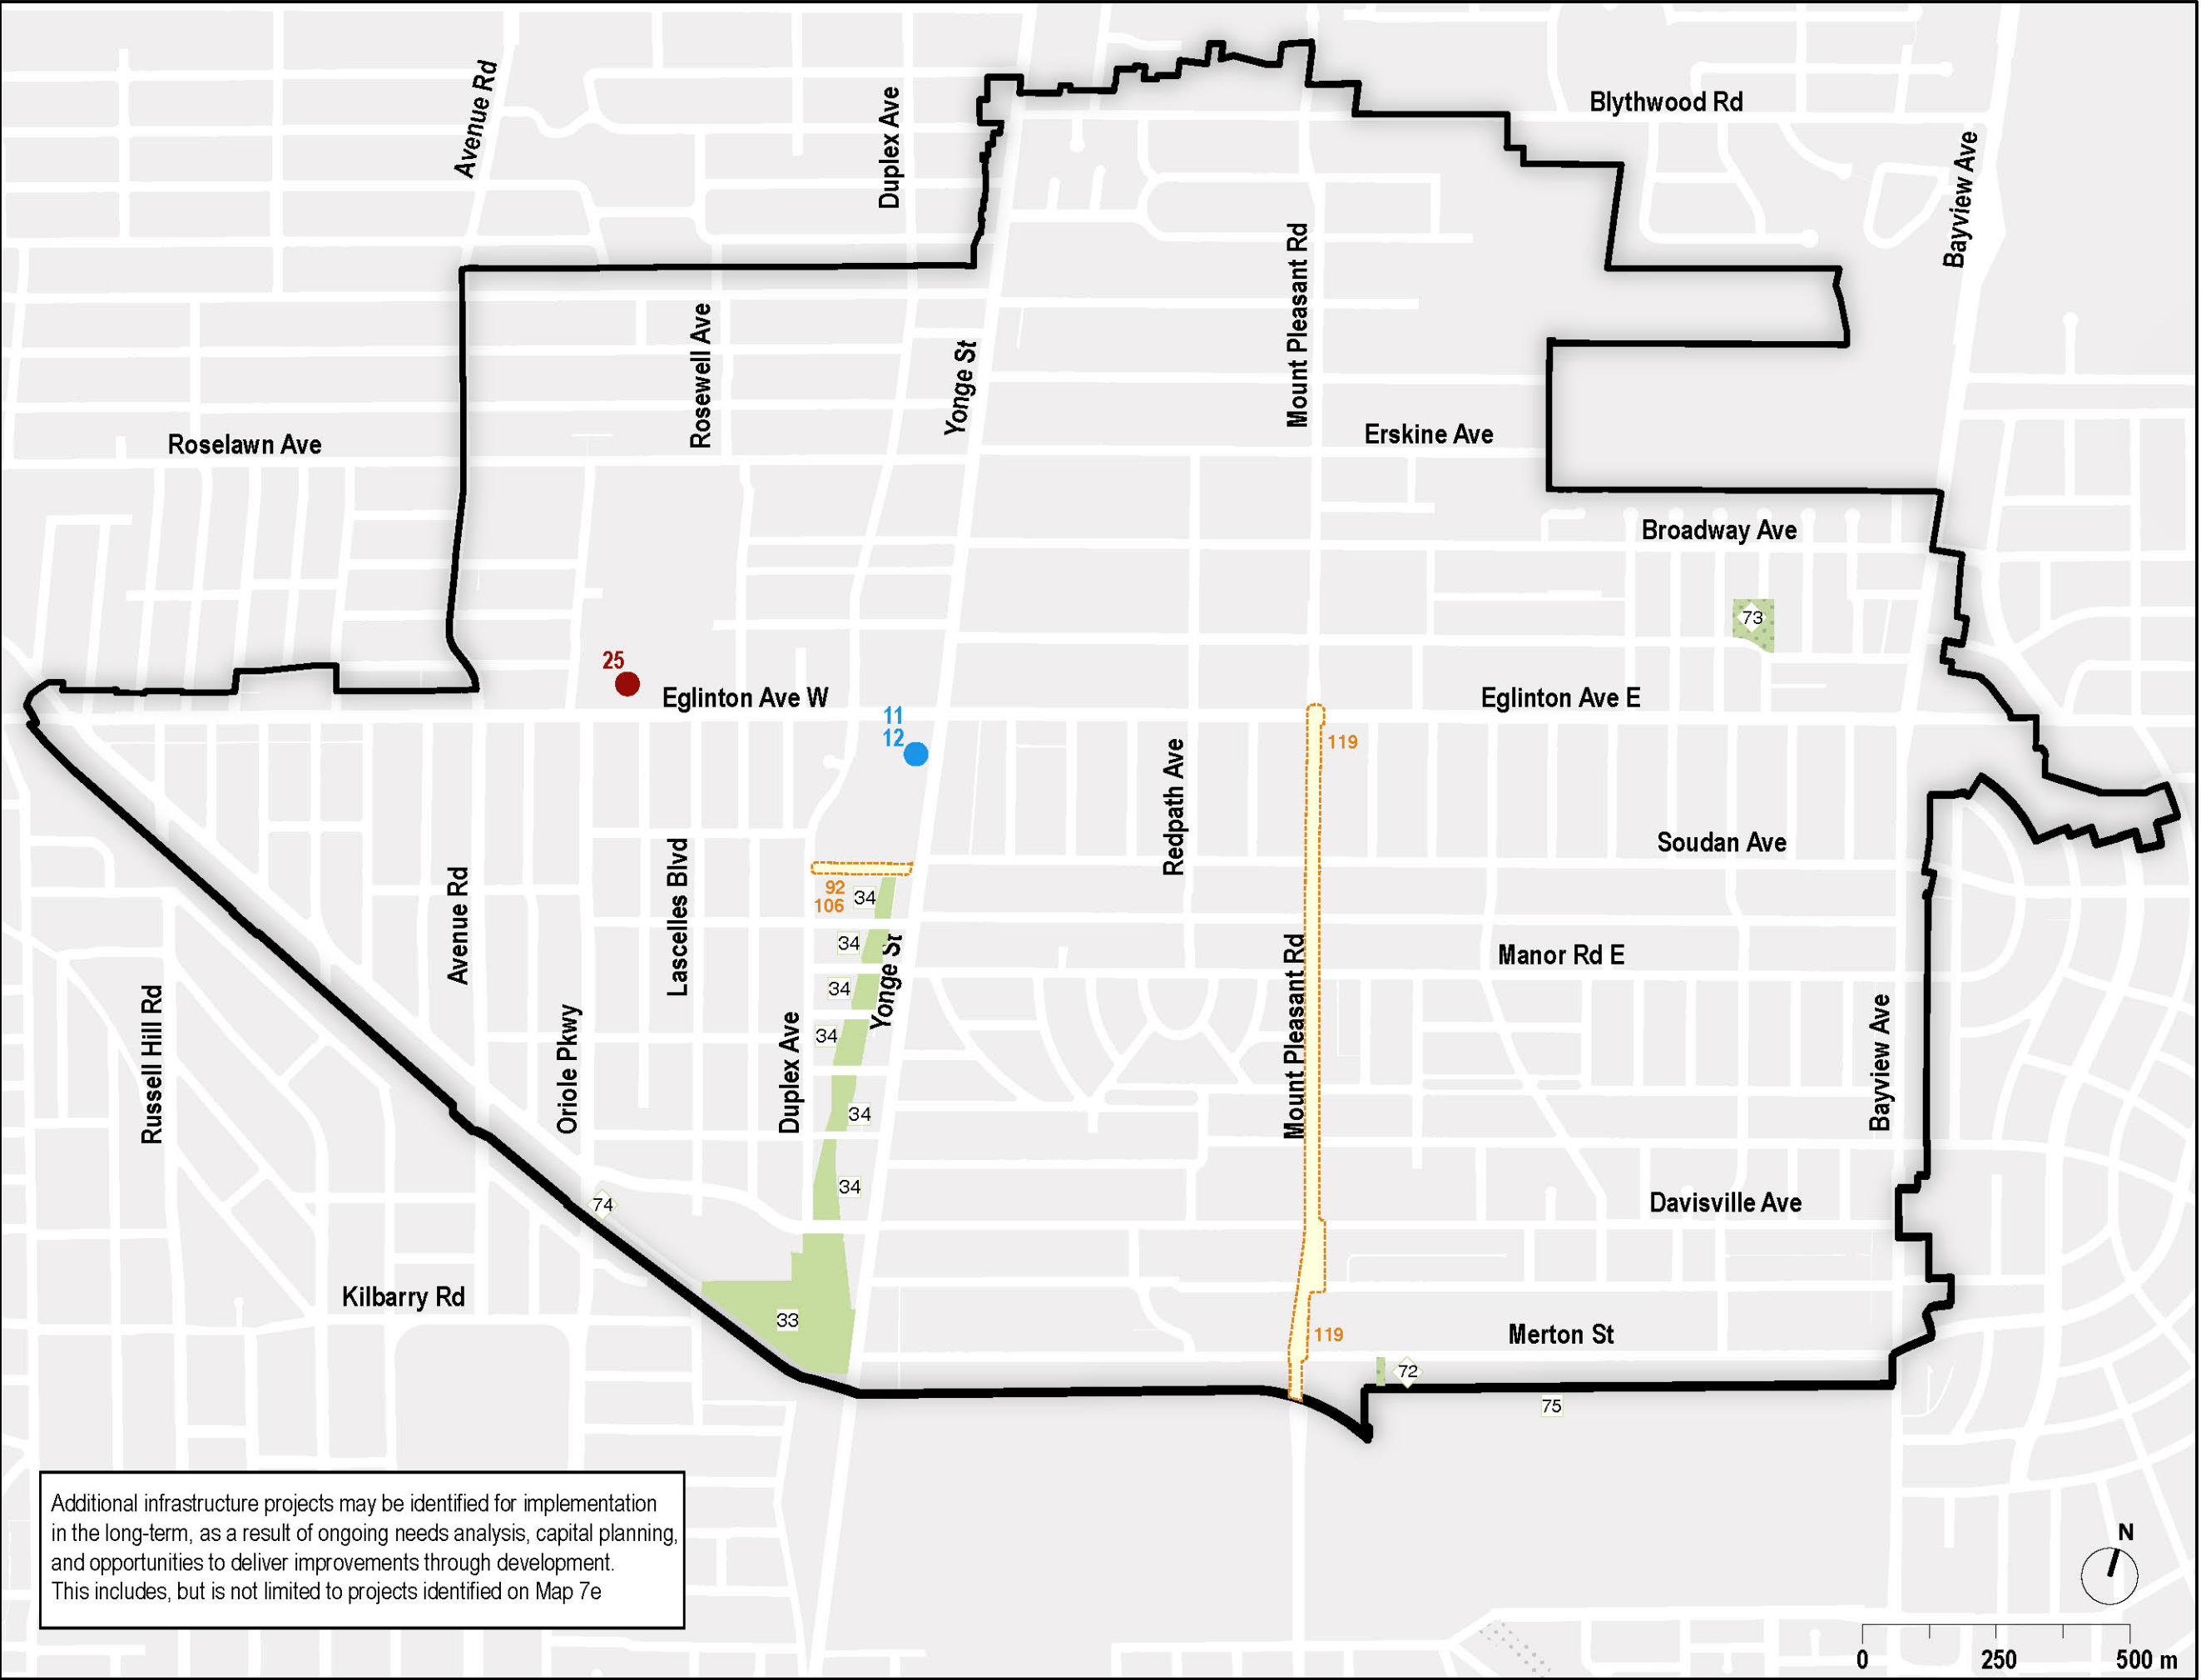 Avenue Rd
Duplex Ave
Blythwood Rd
Bayview Ave
Mount Pleasant Rd
Rosewell Ave
Yonge St
Roselawn Ave
Erskine Ave
Broadway Ave
73
25
Eglinton Ave W
Eglinton Ave E
11
12
119
Redpath Ave
Soudan Ave
92
106
34
Avenue Rd
Lascelles Blvd
34
Yonge St
Mount Pleasant Rd
Manor Rd E
34
Russell Hill Rd
Oriole Pkwy
Duplex Ave
34
Bayview Ave
34
34
74
Davisville Ave
Kilbarry Rd
33
119
Merton St
72
75
Additional infrastructure projects may be identified for implementation
in the long-term, as a result of ongoing needs analysis, capital planning,
and opportunities to deliver improvements through development.
This includes, but is not limited to projects identified on Map 7e
N
0 250 500 m